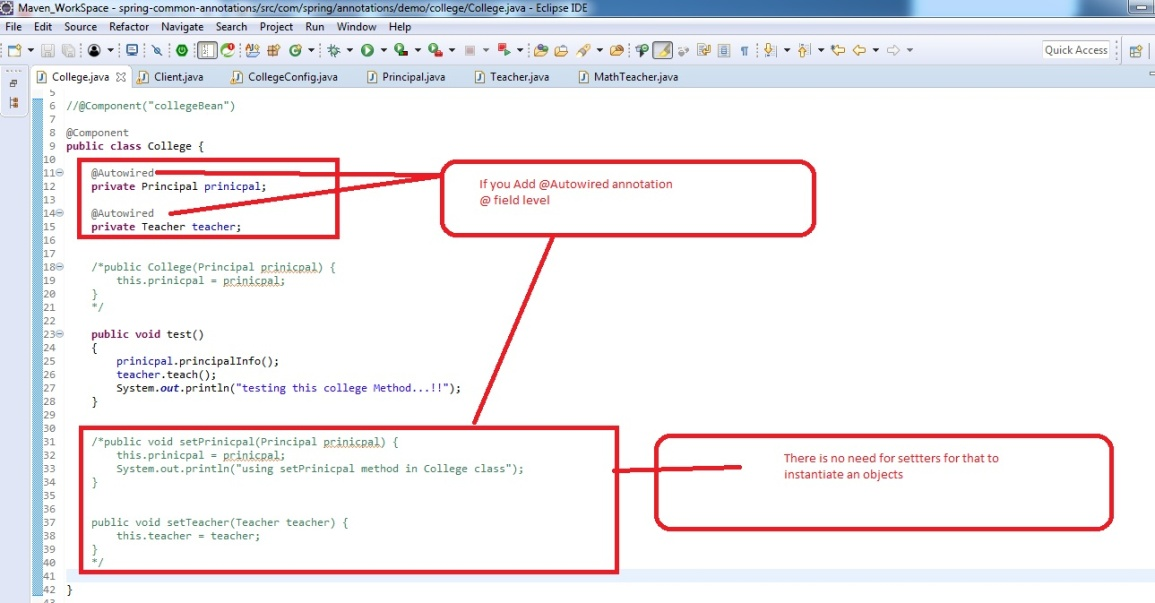 Maven_WorkSpace - spring-common-annotations/src/com/spring/annotations/demo/college/College.java - Eclipse IDE
File Edit Source Refactor Navigate Search Project Run Window Help
Quick Access
College.java Client.java CollegeConfig.java Principal.java Teacher.java MathTeacher.java
5
6 //@Component("collegeBean")
7
8 @Component
9 public class College {
10
11 @Autowired
12 private Principal prinicpal;
13
14 @Autowired
15 private Teacher teacher;
16
17
18 /*public College(Principal prinicpal) {
19 this.prinicpal = prinicpal;
20 }
21 */
22
23 public void test()
24 {
25 prinicpal.principalInfo();
26 teacher.teach();
27 System.out.println("testing this college Method...!!");
28 }
29
30
31 /*public void setPrinicpal(Principal prinicpal) {
32 this.prinicpal = prinicpal;
33 System.out.println("using setPrinicpal method in College class");
34 }
35
36
37 public void setTeacher(Teacher teacher) {
38 this.teacher = teacher;
39 }
40 */
41
42 }
43
If you Add @Autowired annotation
@ field level
There is no need for settters for that to
instantiate an objects